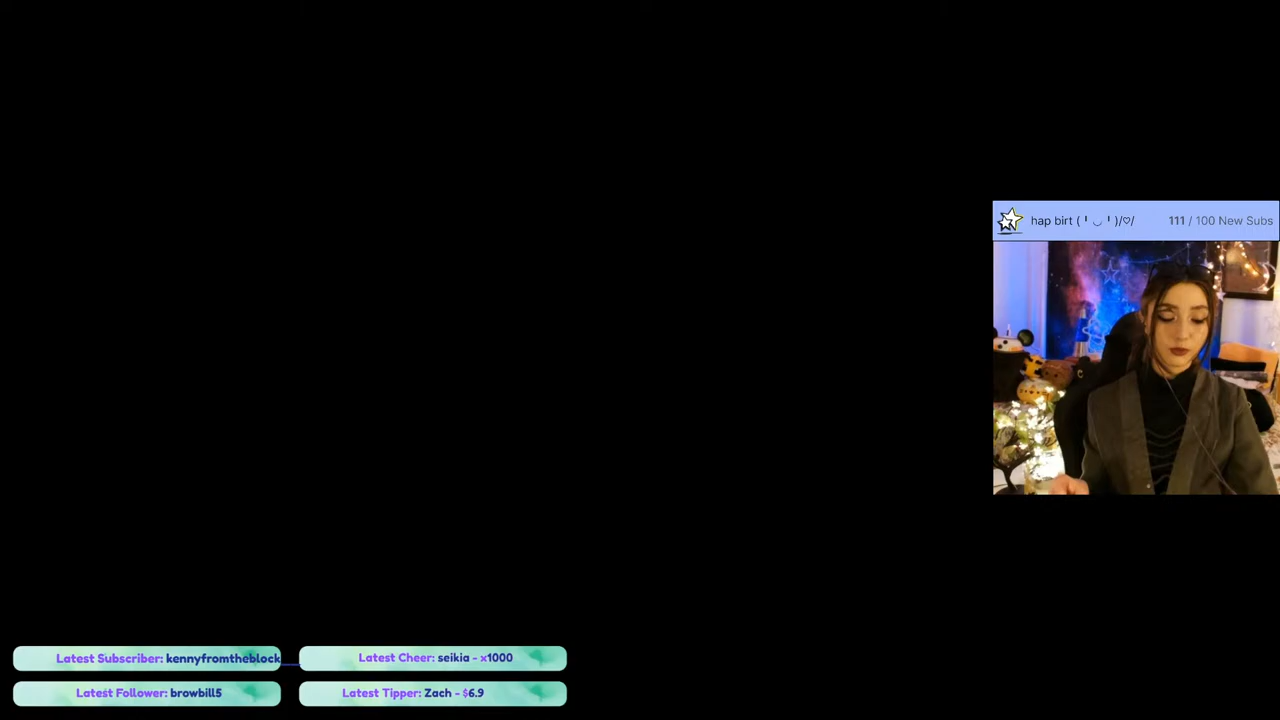 hap birt ( ╹ ◡ ╹ )/♡/ 111 / 100 New Subs
Latest Subscriber: kennyfromtheblock__
Latest Cheer: seikia - x1000
Latest Follower: browbill5
Latest Tipper: Zach - $6.9